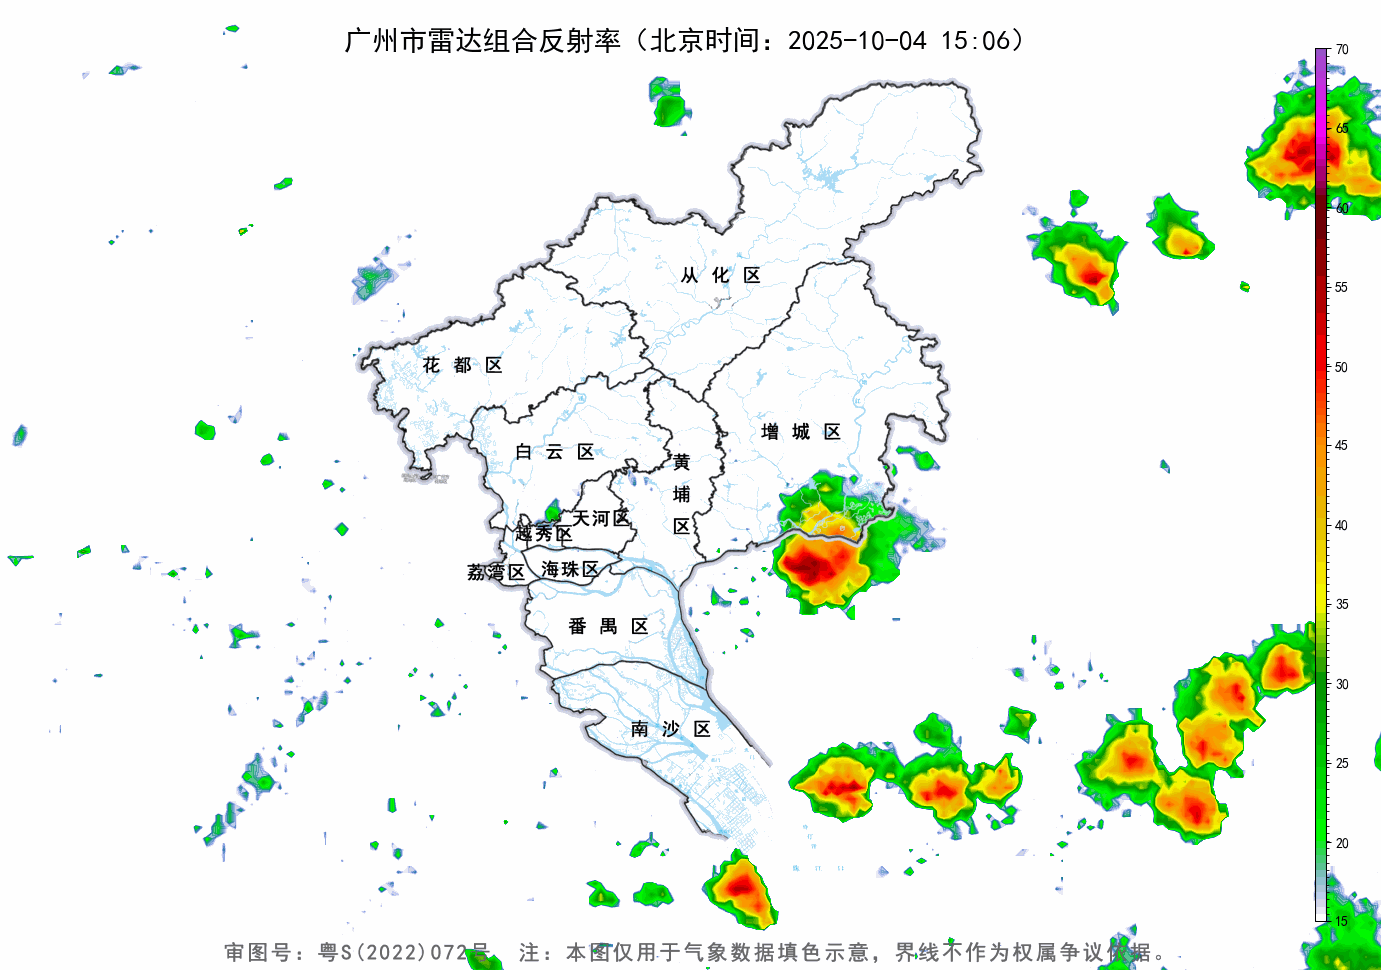 广州市雷达组合反射率（北京时间：2025-10-04 15:06）
70
65
60
55
50
45
40
35
30
25
20
15
从化区
花都区
增城区
白云区
黄埔区
天河区
越秀区
荔湾区
海珠区
番禺区
南沙区
审图号：粤S(2022)072号 注：本图仅用于气象数据填色示意，界线不作为权属争议依据。